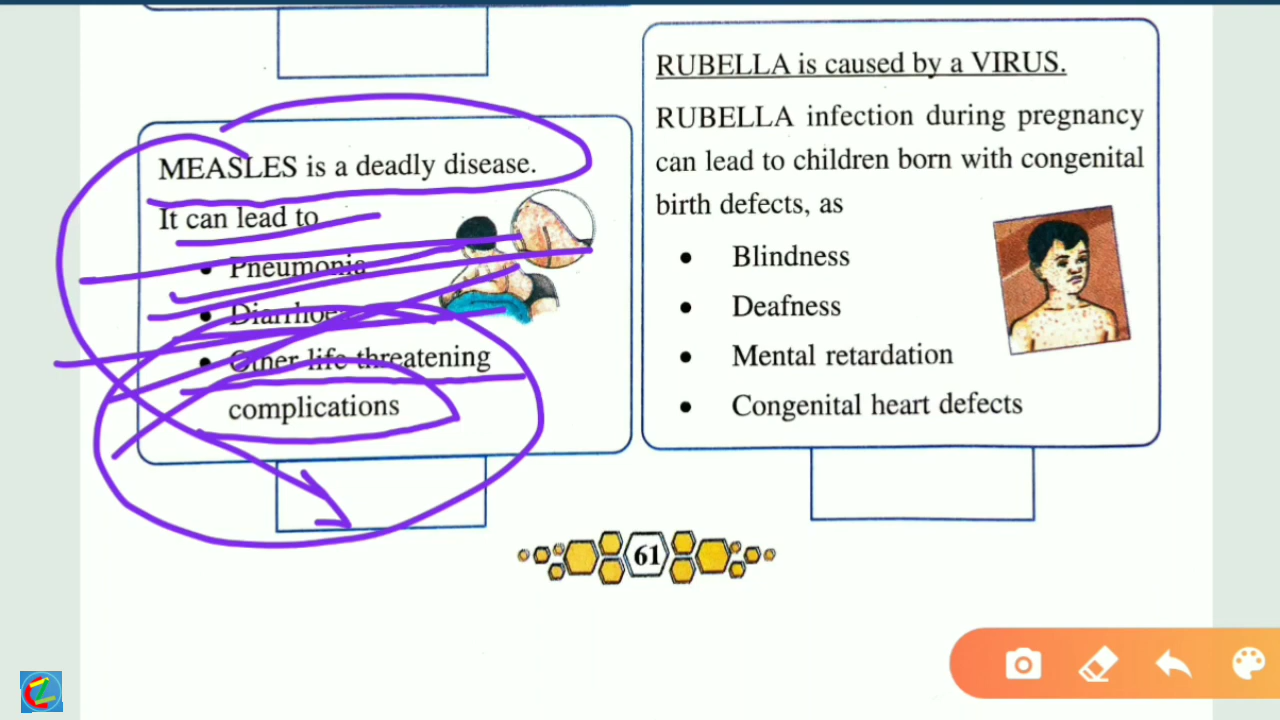 MEASLES is a deadly disease.
It can lead to
• Pneumonia
• Diarrhoea
• Other life threatening
complications
RUBELLA is caused by a VIRUS.
RUBELLA infection during pregnancy
can lead to children born with congenital
birth defects, as
• Blindness
• Deafness
• Mental retardation
• Congenital heart defects
61